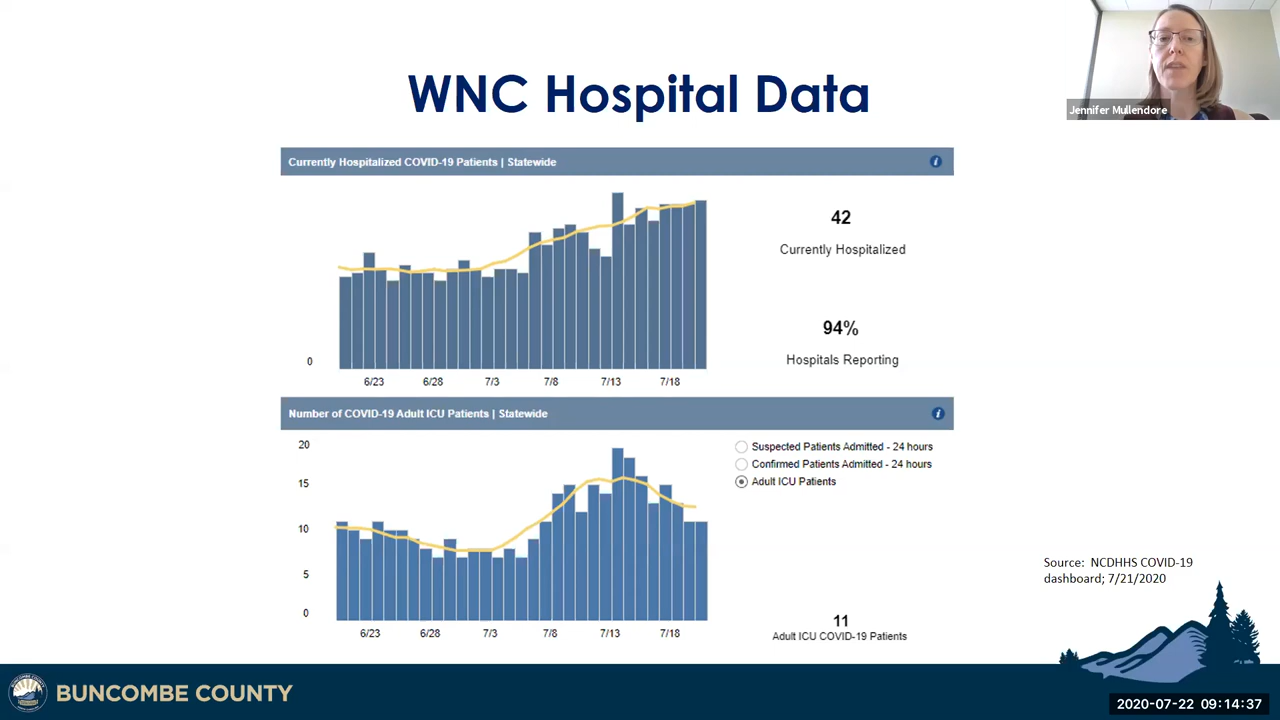 WNC Hospital Data
Jennifer Mullendore
Currently Hospitalized COVID-19 Patients | Statewide
i
42
Currently Hospitalized
94%
Hospitals Reporting
0
6/23 6/28 7/3 7/8 7/13 7/18
Number of COVID-19 Adult ICU Patients | Statewide
i
20
15
10
5
0
6/23 6/28 7/3 7/8 7/13 7/18
Suspected Patients Admitted - 24 hours
Confirmed Patients Admitted - 24 hours
Adult ICU Patients
11
Adult ICU COVID-19 Patients
Source: NCDHHS COVID-19
dashboard; 7/21/2020
BUNCOMBE COUNTY
2020-07-22 09:14:37